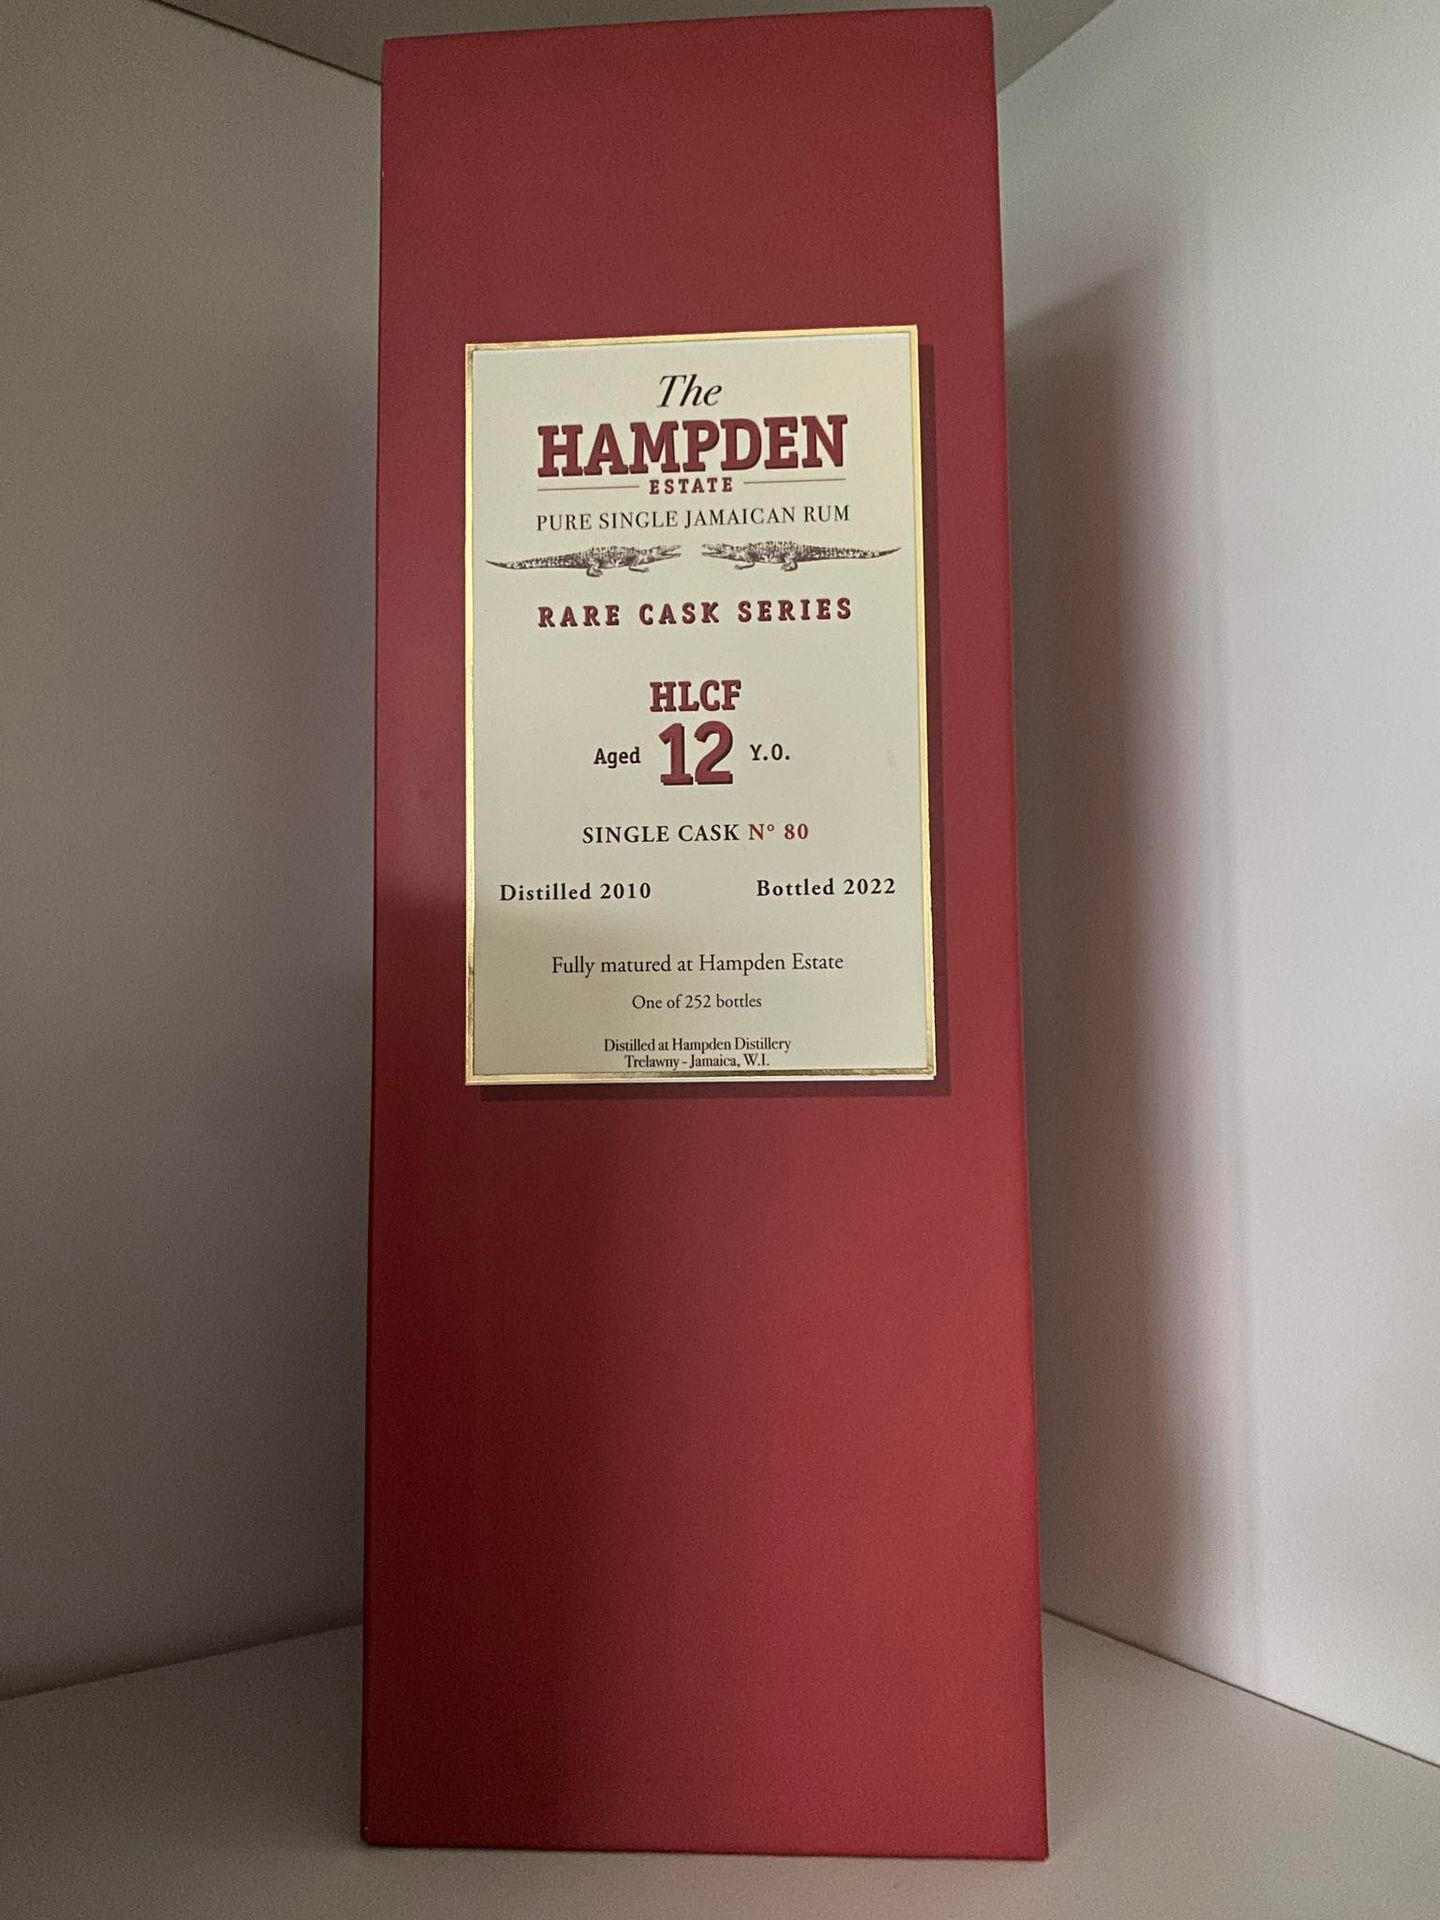 The
HAMPDEN
ESTATE
PURE SINGLE JAMAICAN RUM
RARE CASK SERIES
HLCF
Aged 12 Y.O.
SINGLE CASK N° 80
Distilled 2010 Bottled 2022
Fully matured at Hampden Estate
One of 252 bottles
Distilled at Hampden Distillery
Trelawny - Jamaica, W.I.